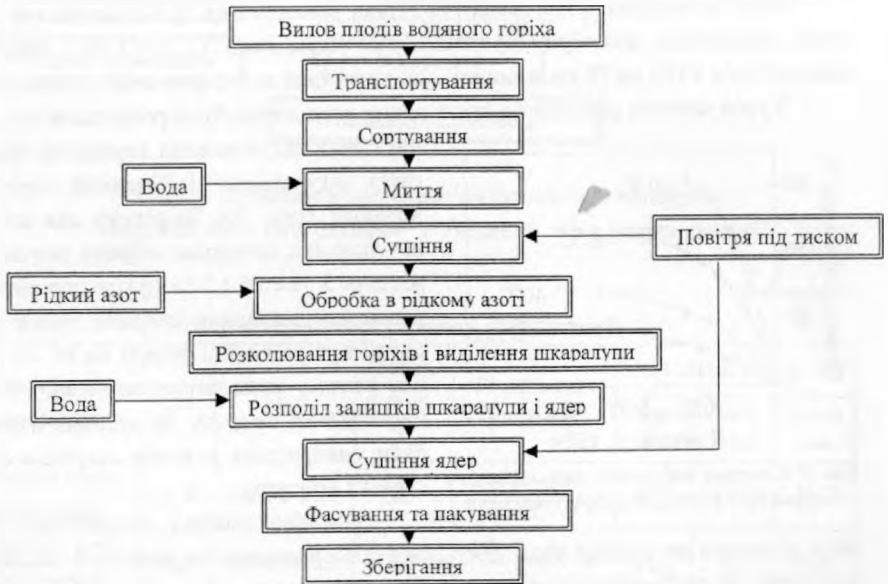 Вилов плодів водяного горіха
Транспортування
Сортування
Вода
Миття
Сушіння
Повітря під тиском
Рідкий азот
Обробка в рідкому азоті
Розколювання горіхів і виділення шкаралупи
Вода
Розподіл залишків шкаралупи і ядер
Сушіння ядер
Фасування та пакування
Зберігання